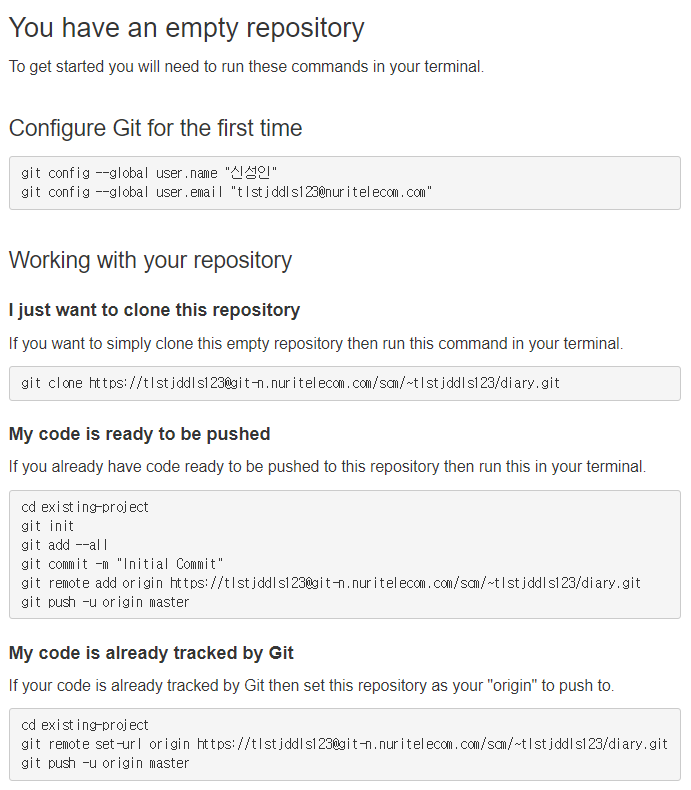 You have an empty repository
To get started you will need to run these commands in your terminal.
Configure Git for the first time
git config --global user.name "신성인"
git config --global user.email "tlstjddls123@nuritelecom.com"
Working with your repository
I just want to clone this repository
If you want to simply clone this empty repository then run this command in your terminal.
git clone https://tlstjddls123@git-n.nuritelecom.com/scm/~tlstjddls123/diary.git
My code is ready to be pushed
If you already have code ready to be pushed to this repository then run this in your terminal.
cd existing-project
git init
git add --all
git commit -m "Initial Commit"
git remote add origin https://tlstjddls123@git-n.nuritelecom.com/scm/~tlstjddls123/diary.git
git push -u origin master
My code is already tracked by Git
If your code is already tracked by Git then set this repository as your "origin" to push to.
cd existing-project
git remote set-url origin https://tlstjddls123@git-n.nuritelecom.com/scm/~tlstjddls123/diary.git
git push -u origin master